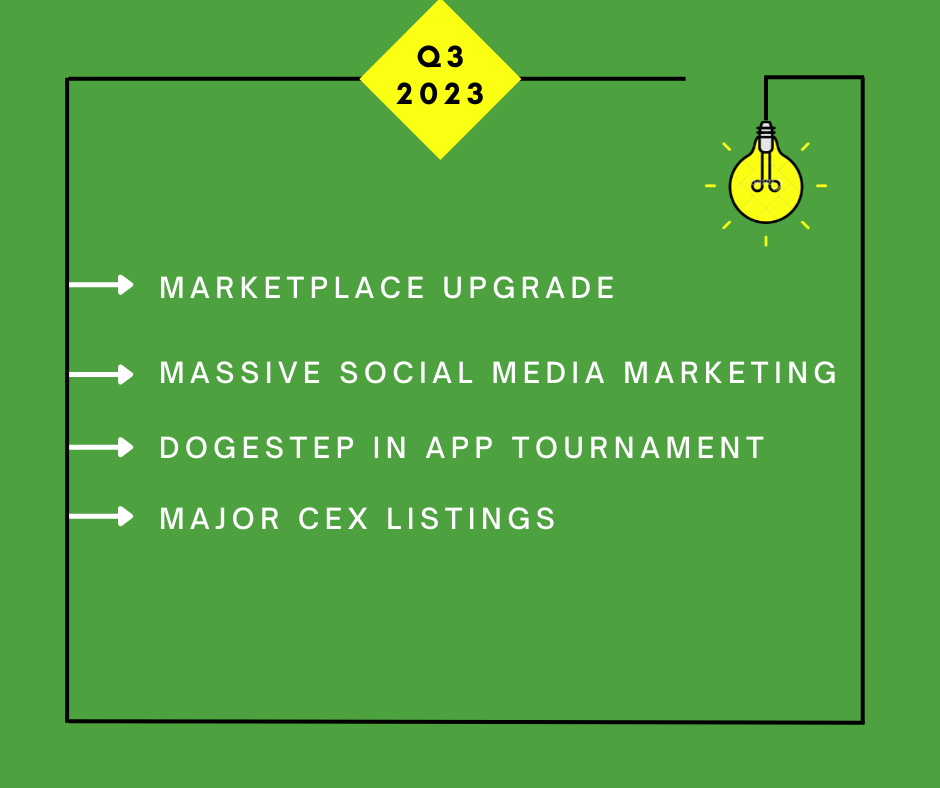 Q3
2023
MARKETPLACE UPGRADE
MASSIVE SOCIAL MEDIA MARKETING
DOGESTEP IN APP TOURNAMENT
MAJOR CEX LISTINGS